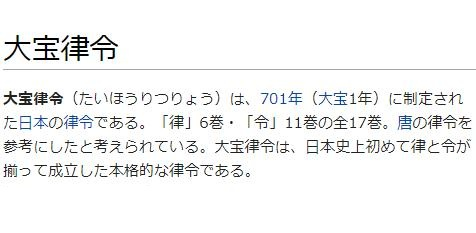 大宝律令
大宝律令（たいほうりつりょう）は、701年（大宝1年）に制定され
た日本の律令である。「律」6巻・「令」11巻の全17巻。唐の律令を
参考にしたと考えられている。大宝律令は、日本史上初めて律と令が
揃って成立した本格的な律令である。